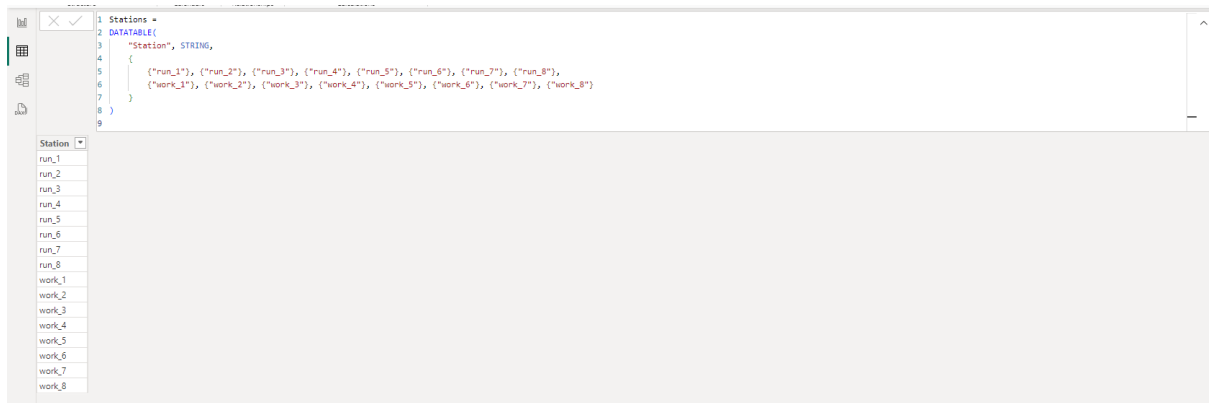 1 Stations =
2 DATATABLE(
3 "Station", STRING,
4 {
5 {"run_1"}, {"run_2"}, {"run_3"}, {"run_4"}, {"run_5"}, {"run_6"}, {"run_7"}, {"run_8"},
6 {"work_1"}, {"work_2"}, {"work_3"}, {"work_4"}, {"work_5"}, {"work_6"}, {"work_7"}, {"work_8"}
7 }
8 )
9
Station
run_1
run_2
run_3
run_4
run_5
run_6
run_7
run_8
work_1
work_2
work_3
work_4
work_5
work_6
work_7
work_8